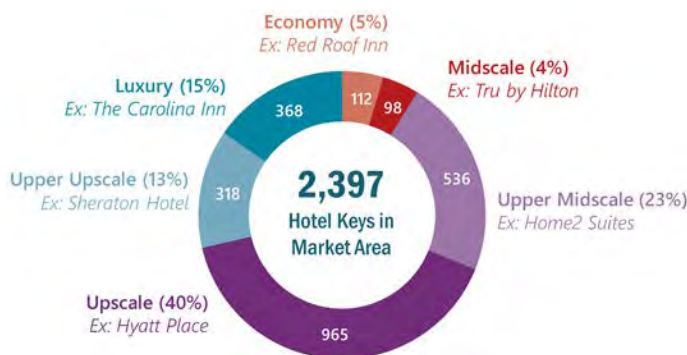 Economy (5%)
Ex: Red Roof Inn
Midscale (4%)
Ex: Tru by Hilton
Luxury (15%)
Ex: The Carolina Inn
112
98
368
536
Upper Upscale (13%)
Ex: Sheraton Hotel
318
2,397
Hotel Keys in
Market Area
Upper Midscale (23%)
Ex: Home2 Suites
Upscale (40%)
Ex: Hyatt Place
965